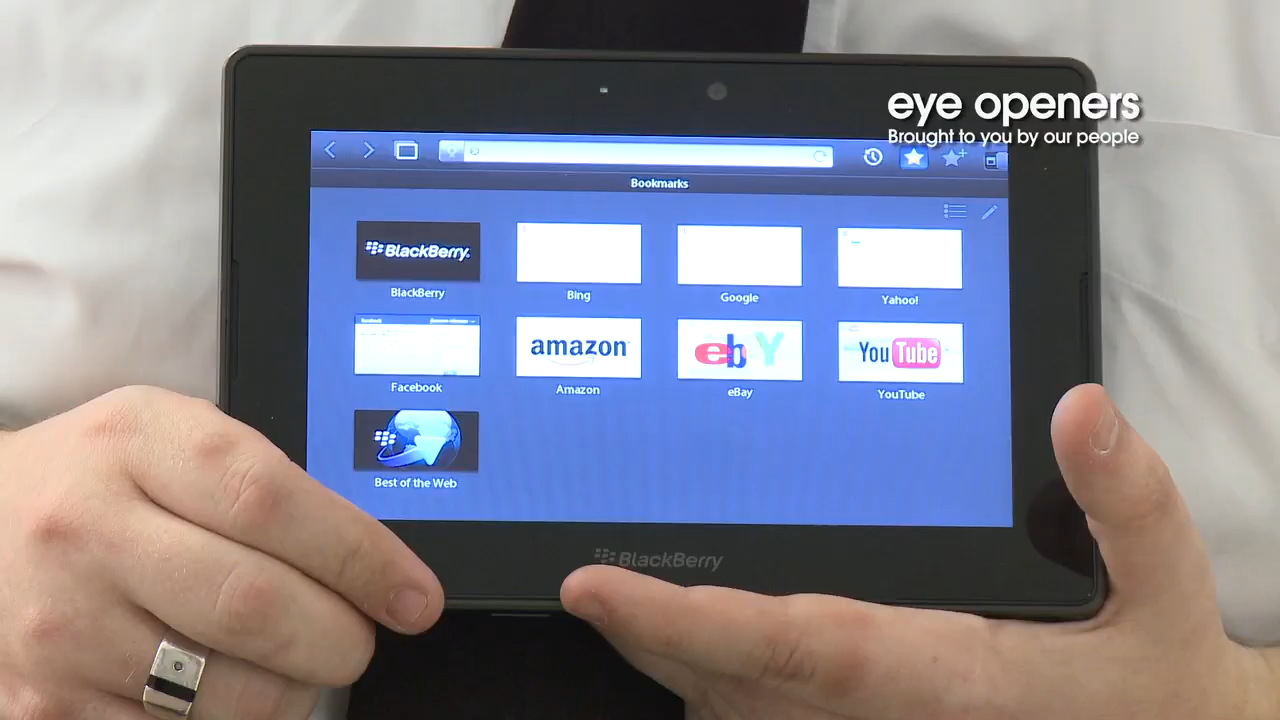 eye openers
Brought to you by our people
Bookmarks
BlackBerry
BlackBerry
Bing
Google
Yahoo!
amazon
ebY
YouTube
Facebook
Amazon
eBay
YouTube
Best of the Web
BlackBerry